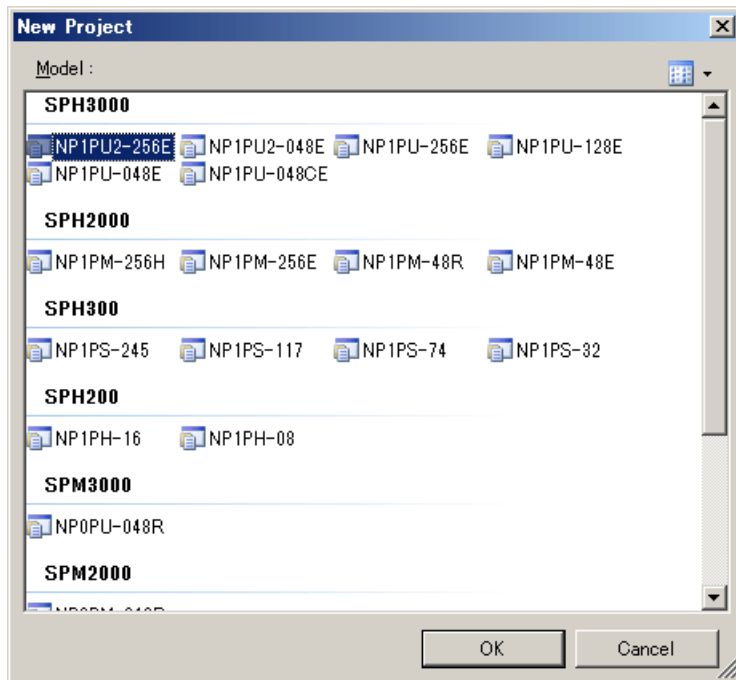 New Project
Model :
SPH3000
NP1PU2-256E NP1PU2-048E NP1PU-256E NP1PU-128E
NP1PU-048E NP1PU-048CE
SPH2000
NP1PM-256H NP1PM-256E NP1PM-48R NP1PM-48E
SPH300
NP1PS-245 NP1PS-117 NP1PS-74 NP1PS-32
SPH200
NP1PH-16 NP1PH-08
SPM3000
NP0PU-048R
SPM2000
OK Cancel